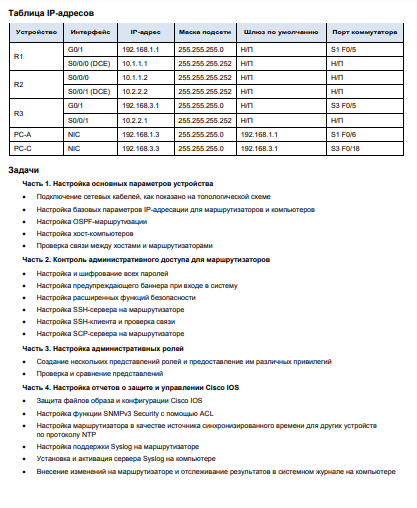 Таблица IP-адресов
Устройство Интерфейс IP-адрес Маска подсети Шлюз по умолчанию Порт коммутатора
R1 G0/1 192.168.1.1 255.255.255.0 Н/П S1 F0/5
S0/0/0 (DCE) 10.1.1.1 255.255.255.252 Н/П Н/П
R2 S0/0/0 10.1.1.2 255.255.255.252 Н/П Н/П
S0/0/1 (DCE) 10.2.2.2 255.255.255.252 Н/П Н/П
R3 G0/1 192.168.3.1 255.255.255.0 Н/П S3 F0/5
S0/0/1 10.2.2.1 255.255.255.252 Н/П Н/П
PC-A NIC 192.168.1.3 255.255.255.0 192.168.1.1 S1 F0/6
PC-C NIC 192.168.3.3 255.255.255.0 192.168.3.1 S3 F0/18
Задачи
Часть 1. Настройка основных параметров устройства
• Подключение сетевых кабелей, как показано на топологической схеме
• Настройка базовых параметров IP-адресации для маршрутизаторов и компьютеров
• Настройка OSPF-маршрутизации
• Настройка хост-компьютеров
• Проверка связи между хостами и маршрутизаторами
Часть 2. Контроль административного доступа для маршрутизаторов
• Настройка и шифрование всех паролей
• Настройка предупреждающего баннера при входе в систему
• Настройка расширенных функций безопасности
• Настройка SSH-сервера на маршрутизаторе
• Настройка SSH-клиента и проверка связи
• Настройка SCP-сервера на маршрутизаторе
Часть 3. Настройка административных ролей
• Создание нескольких представлений ролей и предоставление им различных привилегий
• Проверка и сравнение представлений
Часть 4. Настройка отчетов о защите и управлении Cisco IOS
• Защита файлов образа и конфигурации Cisco IOS
• Настройка функции SNMPv3 Security с помощью ACL
• Настройка маршрутизатора в качестве источника синхронизированного времени для других устройств
по протоколу NTP
• Настройка поддержки Syslog на маршрутизаторе
• Установка и активация сервера Syslog на компьютере
• Внесение изменений на маршрутизаторе и отслеживание результатов в системном журнале на компьютере